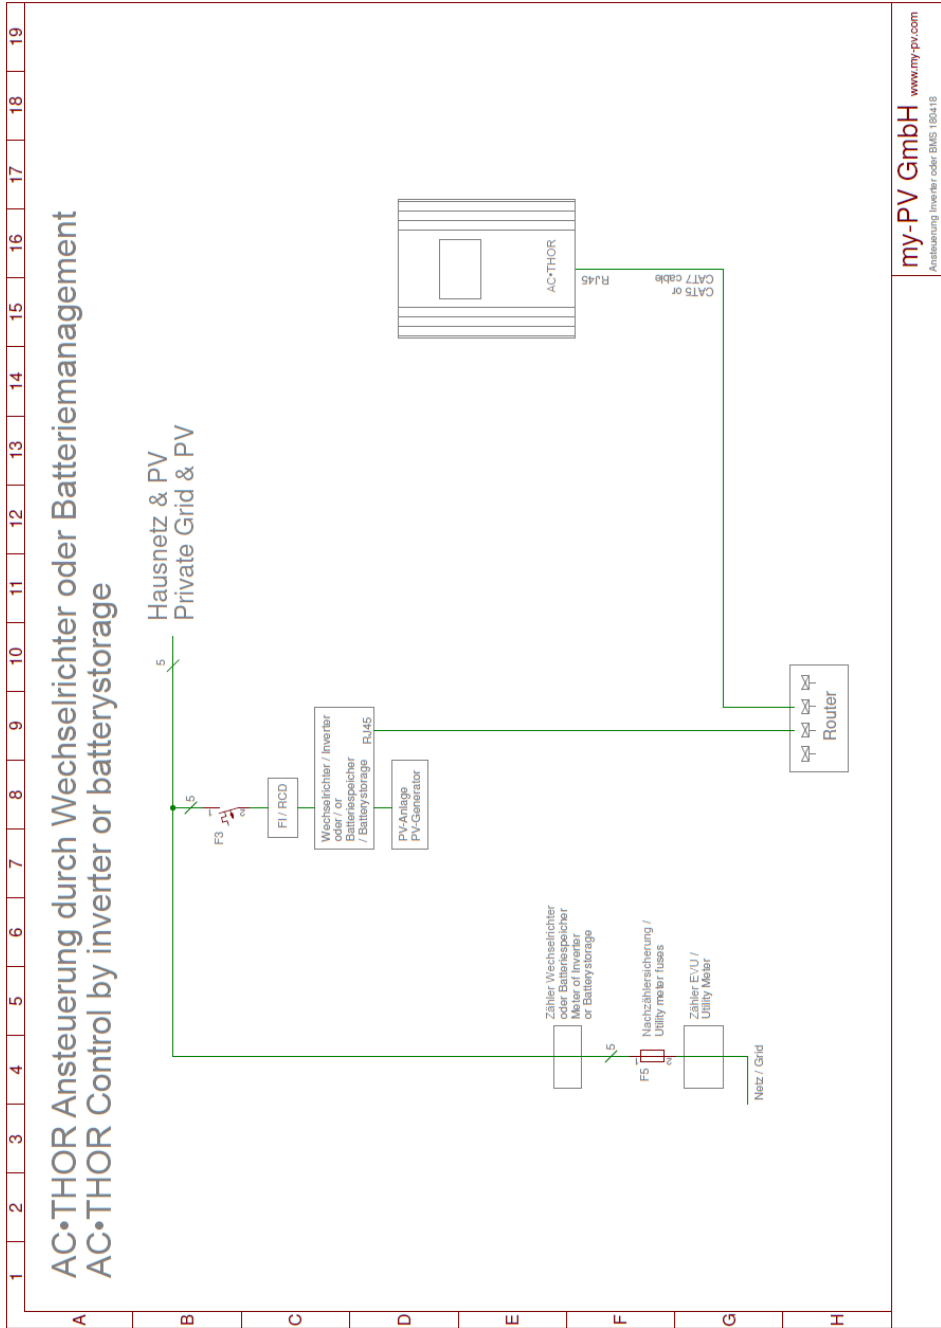 AC•THOR Ansteuerung durch Wechselrichter oder Batteriemanagement
AC•THOR Control by inverter or batterystorage
1 2 3 4 5 6 7 8 9 10 11 12 13 14 15 16 17 18 19
A
B
C
D
E
F
G
H
Hausnetz & PV
Private Grid & PV
5
5
F3
1
2
FI / RCD
Wechselrichter / Inverter
oder / or
Batteriespeicher
/ Batterystorage
RJ45
PV-Anlage
PV-Generator
Zähler Wechselrichter
oder Batteriespeicher
Meter of Inverter
or Batterystorage
5
F5
1
2
Nachzählersicherung /
Utility meter fuses
Zähler EVU /
Utility Meter
Netz / Grid
AC•THOR
RJ45
CAT5 or
CAT7 cable
Router
my-PV GmbH www.my-pv.com
Ansteuerung Inverter oder BMS 180418